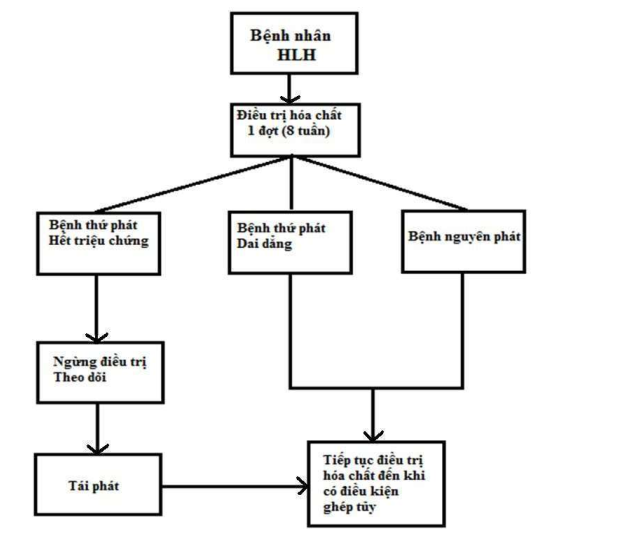 Bệnh nhân
HLH
Điều trị hóa chất
1 đợt (8 tuần)
Bệnh thứ phát
Hết triệu chứng
Bệnh thứ phát
Dai dẳng
Bệnh nguyên phát
Ngừng điều trị
Theo dõi
Tái phát
Tiếp tục điều trị
hóa chất đến khi
có điều kiện
ghép tủy